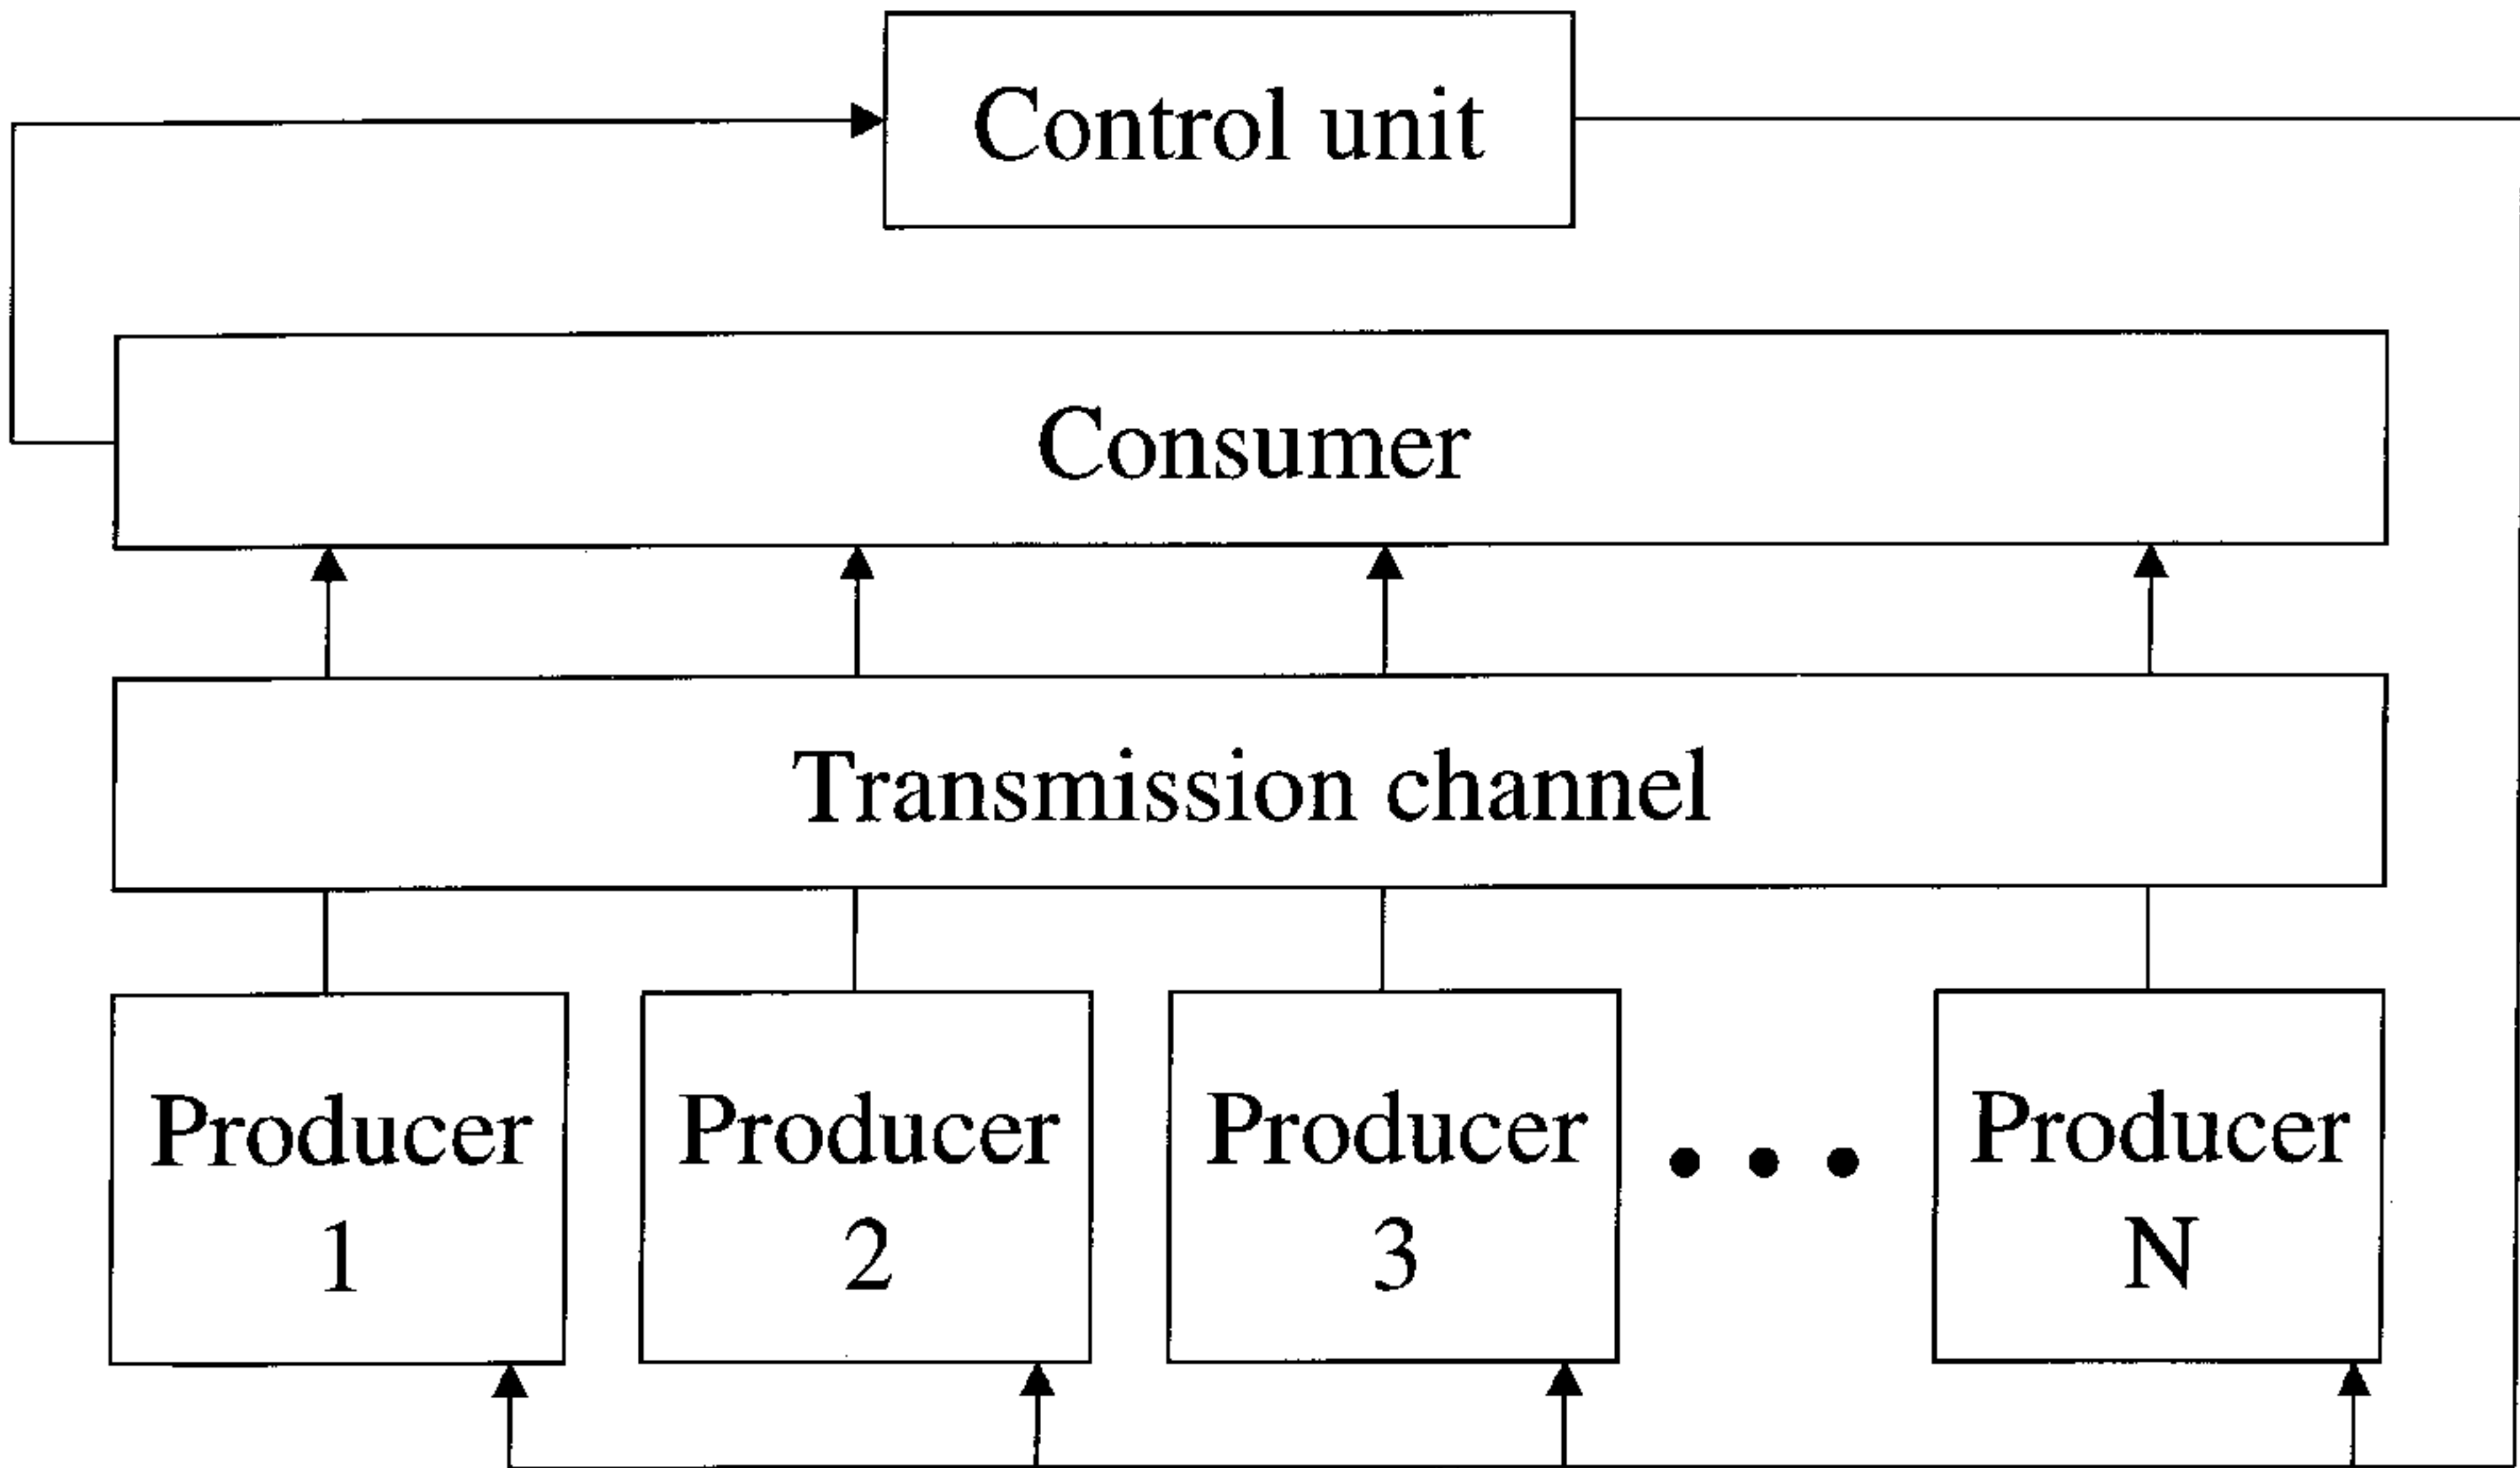 Control unit
Consumer
Transmission channel
Producer
1
Producer
2
Producer
3
Producer
N